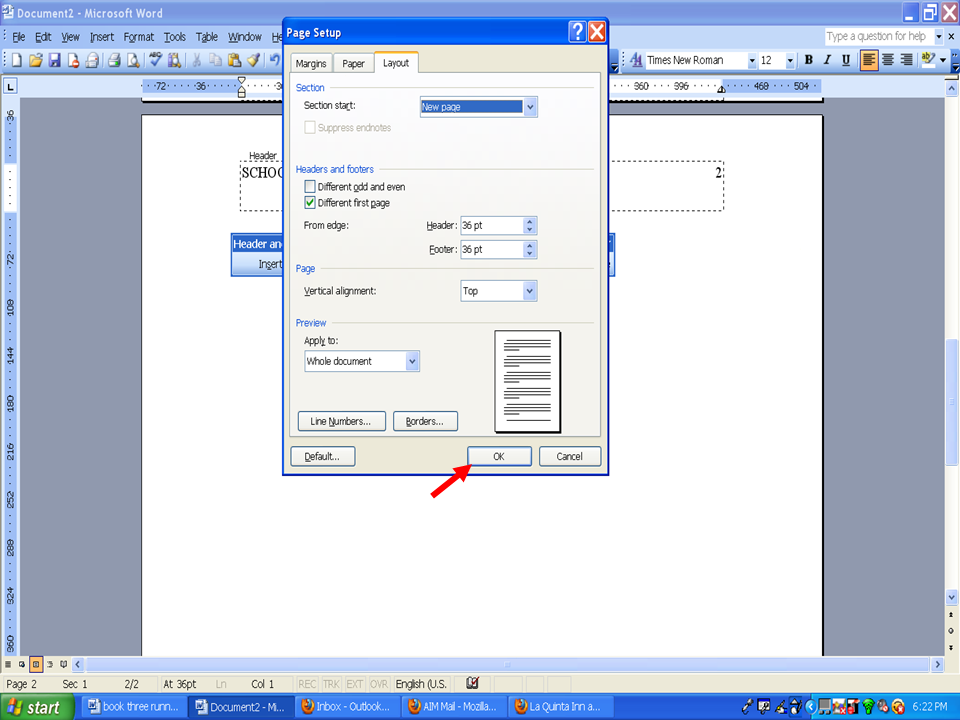 Document2 - Microsoft Word
File Edit View Insert Format Tools Table Window He
Type a question for help
Times New Roman 12 B I U
72 36 360 396 468 504
Page Setup
Margins Paper Layout
Section
Section start: New page
Suppress endnotes
Headers and footers
Different odd and even
Different first page
From edge: Header: 36 pt
Footer: 36 pt
Page
Vertical alignment: Top
Preview
Apply to:
Whole document
Line Numbers... Borders...
Default... OK Cancel
Header
SCHOO 2
Header an
Insert
36
72
108
144
180
216
252
288
324
360
Page 2 Sec 1 2/2 At 36pt Ln Col 1 REC TRK EXT OVR English (U.S.
start book three runn... Document2 - Mi... Inbox - Outlook... AIM Mail - Mozilla... La Quinta Inn a... 6:22 PM